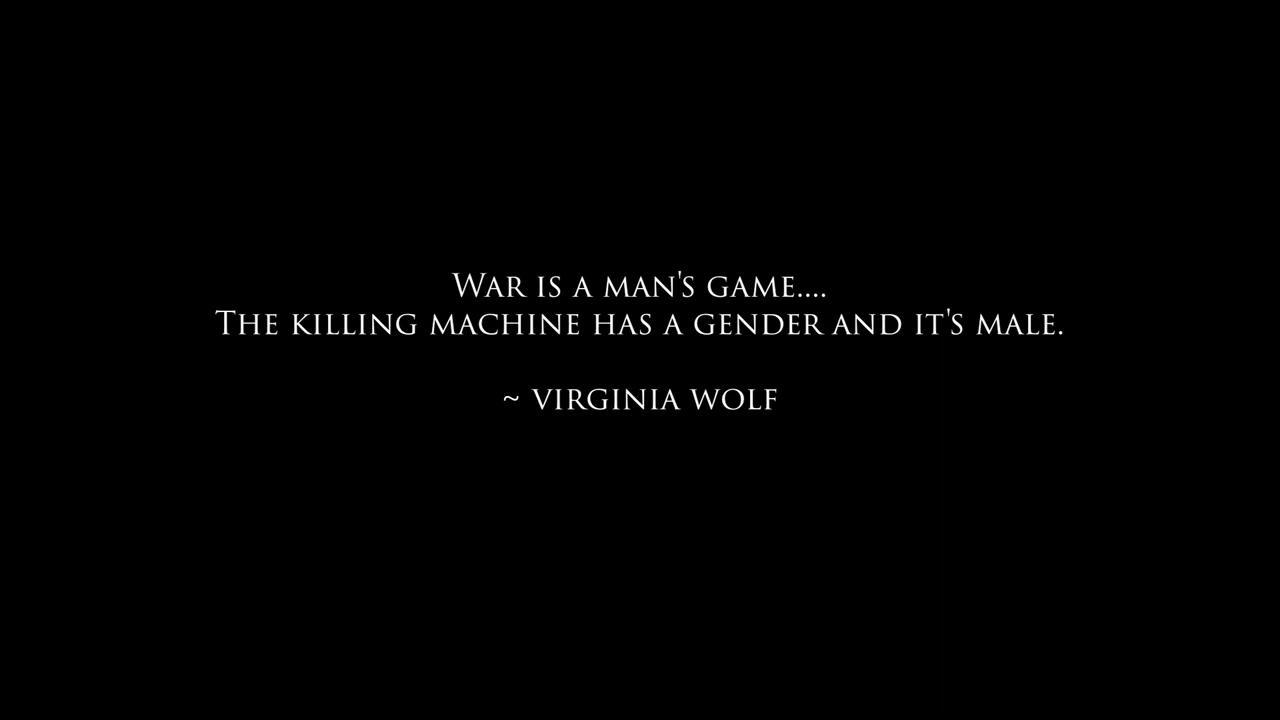 War is a man's game....
The killing machine has a gender and it's male.
~ virginia wolf